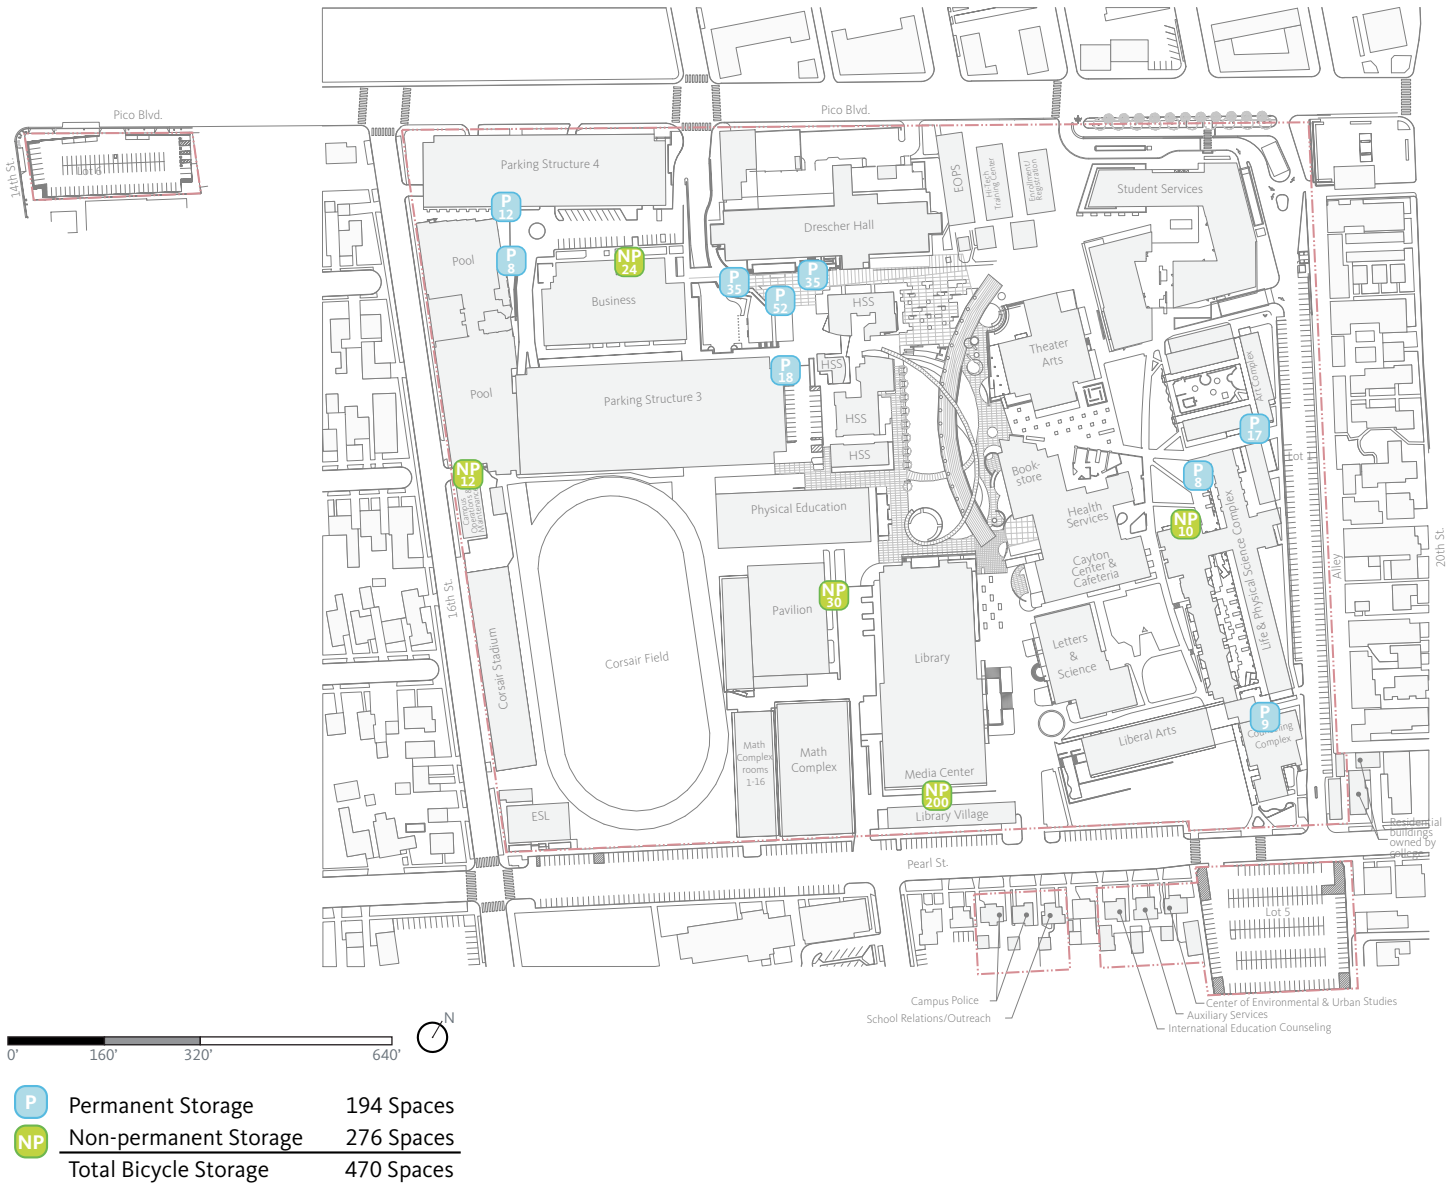 Pico Blvd.
Pico Blvd.
14th St.
Lot 6
Parking Structure 4
EOPS
Hi-Tech
Training Center
Enrollment/
Registration
Student Services
P
12
Drescher Hall
Pool
P
8
NP
24
P
35
P
35
P
52
Business
HSS
Theater
Arts
HSS
P
18
Art Complex
Pool
Parking Structure 3
HSS
P
17
HSS
Lot 1
NP
12
Book-
store
P
8
Campus
Operations &
Maintenance
Physical Education
Health
Services
NP
10
Life & Physical Science Complex
20th St.
Alley
Cayton
Center &
Cafeteria
16th St.
NP
30
Pavilion
Corsair Stadium
Corsair Field
Library
Letters
&
Science
P
9
Counseling
Complex
Liberal Arts
Math
Complex
rooms
1-16
Math
Complex
Media Center
NP
200
Library Village
ESL
Residential
buildings
owned by
college
Pearl St.
Lot 5
Campus Police
School Relations/Outreach
Center of Environmental & Urban Studies
Auxiliary Services
International Education Counseling
N
0' 160' 320' 640'
P Permanent Storage 194 Spaces
NP Non-permanent Storage 276 Spaces
Total Bicycle Storage 470 Spaces